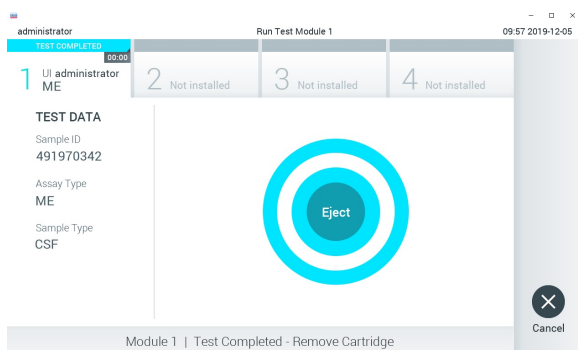 administrator Run Test Module 1 09:57 2019-12-05
TEST COMPLETED
00:00
1 UI administrator
ME
2 Not installed
3 Not installed
4 Not installed
TEST DATA
Sample ID
491970342
Assay Type
ME
Sample Type
CSF
Eject
Cancel
Module 1 | Test Completed - Remove Cartridge